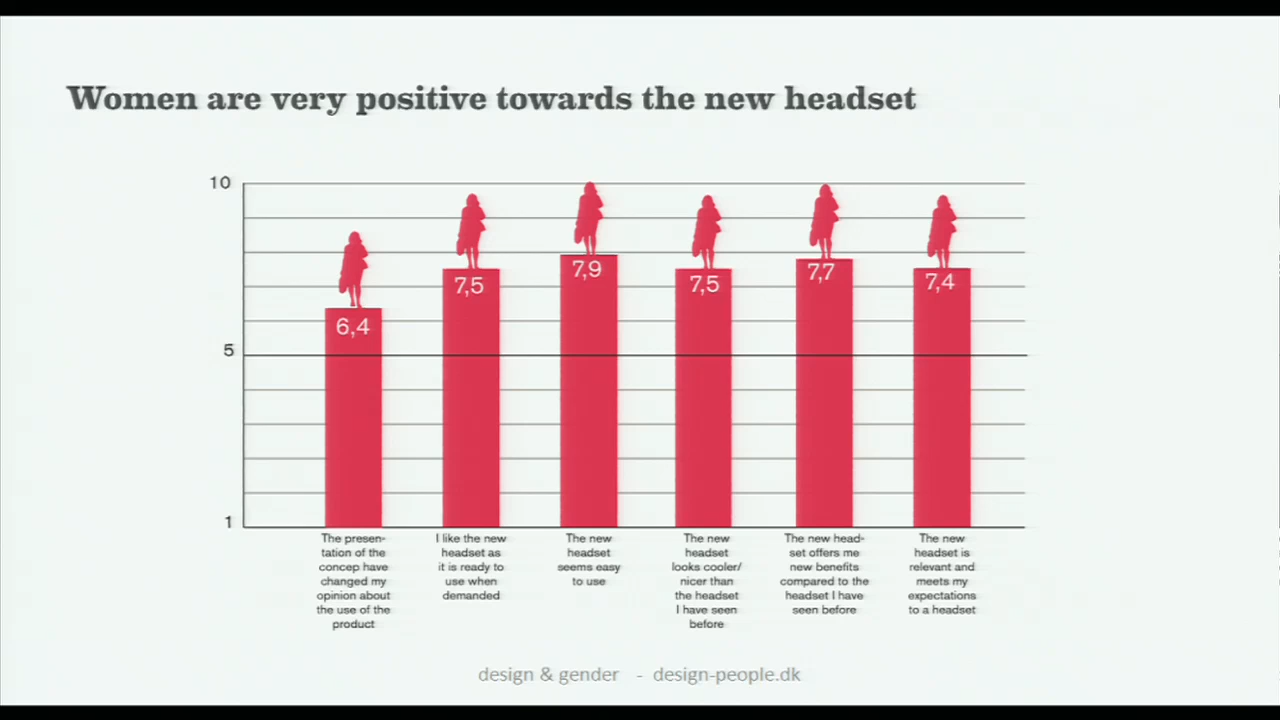 Women are very positive towards the new headset
10
5
1
6,4
7,5
7,9
7,5
7,7
7,4
The presen-
tation of the
concep have
changed my
opinion about
the use of the
product
I like the new
headset as
it is ready to
use when
demanded
The new
headset
seems easy
to use
The new
headset
looks cooler/
nicer than
the headset
I have seen
before
The new head-
set offers me
new benefits
compared to the
headset I have
seen before
The new
headset is
relevant and
meets my
expectations
to a headset
design & gender - design-people.dk